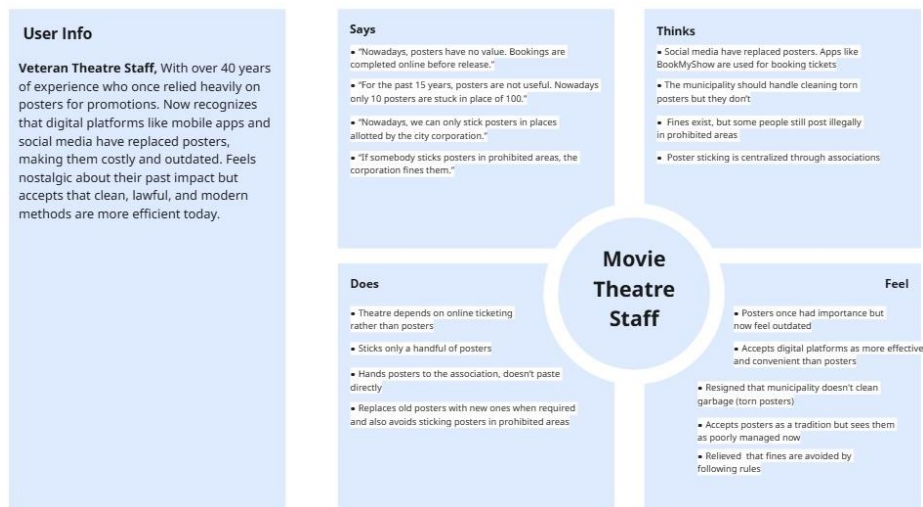 User Info
Veteran Theatre Staff, With over 40 years
of experience who once relied heavily on
posters for promotions. Now recognizes
that digital platforms like mobile apps and
social media have replaced posters,
making them costly and outdated. Feels
nostalgic about their past impact but
accepts that clean, lawful, and modern
methods are more efficient today.
Says
• “Nowadays, posters have no value. Bookings are
completed online before release.”
• “For the past 15 years, posters are not useful. Nowadays
only 10 posters are stuck in place of 100.”
• “Nowadays, we can only stick posters in places
allotted by the city corporation.”
• “If somebody sticks posters in prohibited areas, the
corporation fines them.”
Thinks
• Social media have replaced posters. Apps like
BookMyShow are used for booking tickets
• The municipality should handle cleaning torn
posters but they don’t
• Fines exist, but some people still post illegally
in prohibited areas
• Poster sticking is centralized through associations
Movie
Theatre
Staff
Does
• Theatre depends on online ticketing
rather than posters
• Sticks only a handful of posters
• Hands posters to the association, doesn’t paste
directly
• Replaces old posters with new ones when required
and also avoids sticking posters in prohibited areas
Feel
• Posters once had importance but
now feel outdated
• Accepts digital platforms as more effective
and convenient than posters
• Resigned that municipality doesn’t clean
garbage (torn posters)
• Accepts posters as a tradition but sees them
as poorly managed now
• Relieved that fines are avoided by
following rules